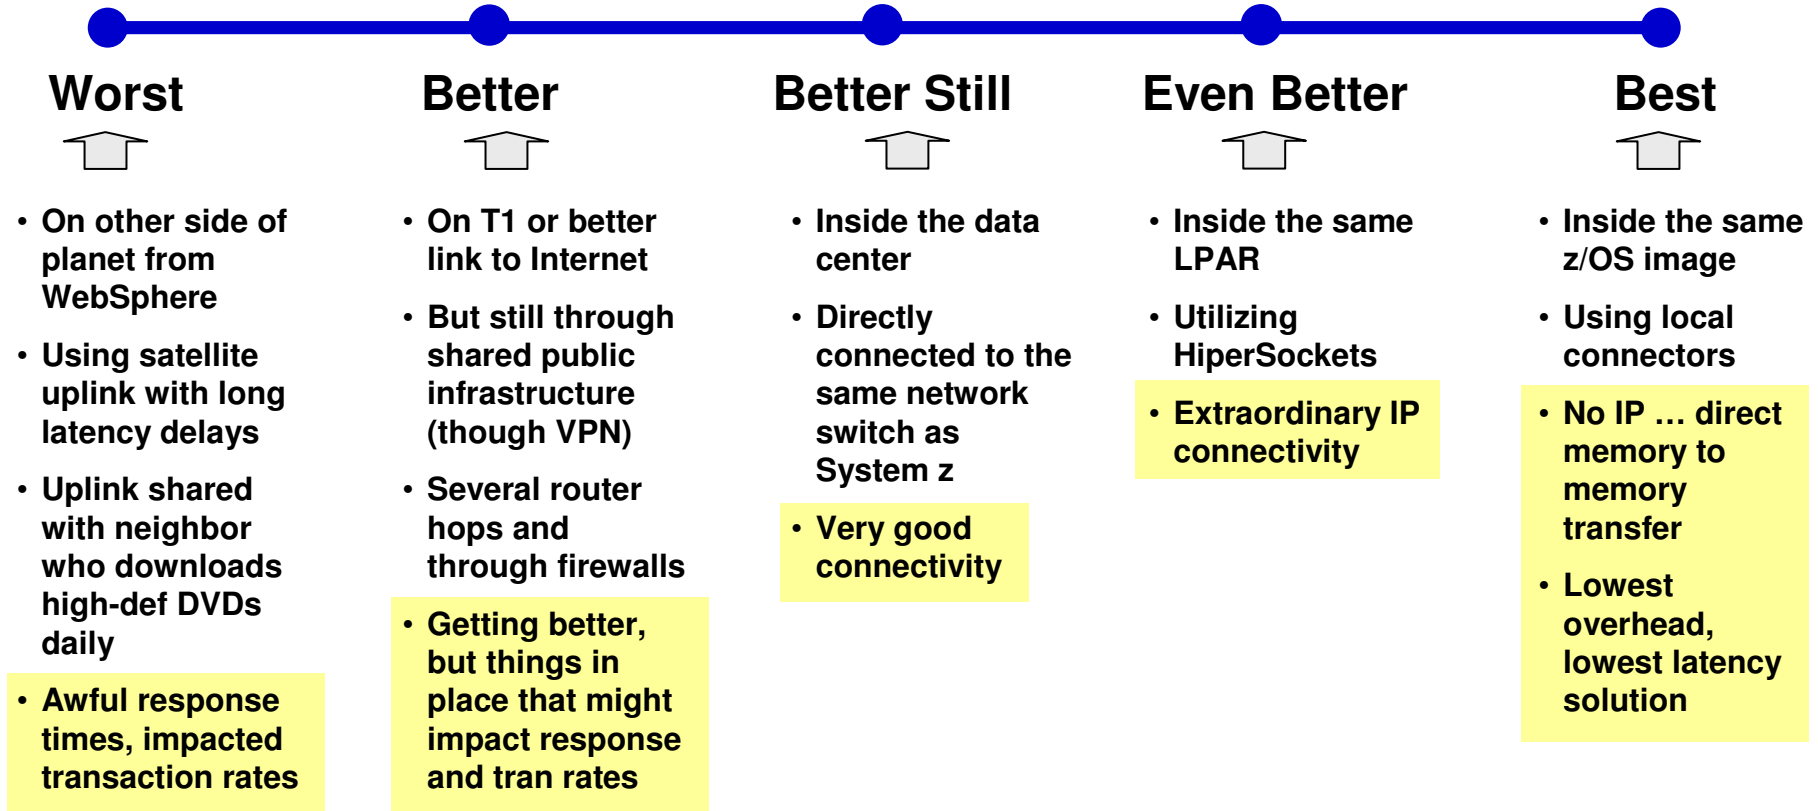 Worst
Better
Better Still
Even Better
Best
• On other side of
planet from
WebSphere
• Using satellite
uplink with long
latency delays
• Uplink shared
with neighbor
who downloads
high-def DVDs
daily
• Awful response
times, impacted
transaction rates
• On T1 or better
link to Internet
• But still through
shared public
infrastructure
(though VPN)
• Several router
hops and
through firewalls
• Getting better,
but things in
place that might
impact response
and tran rates
• Inside the data
center
• Directly
connected to the
same network
switch as
System z
• Very good
connectivity
• Inside the same
LPAR
• Utilizing
HiperSockets
• Extraordinary IP
connectivity
• Inside the same
z/OS image
• Using local
connectors
• No IP … direct
memory to
memory
transfer
• Lowest
overhead,
lowest latency
solution